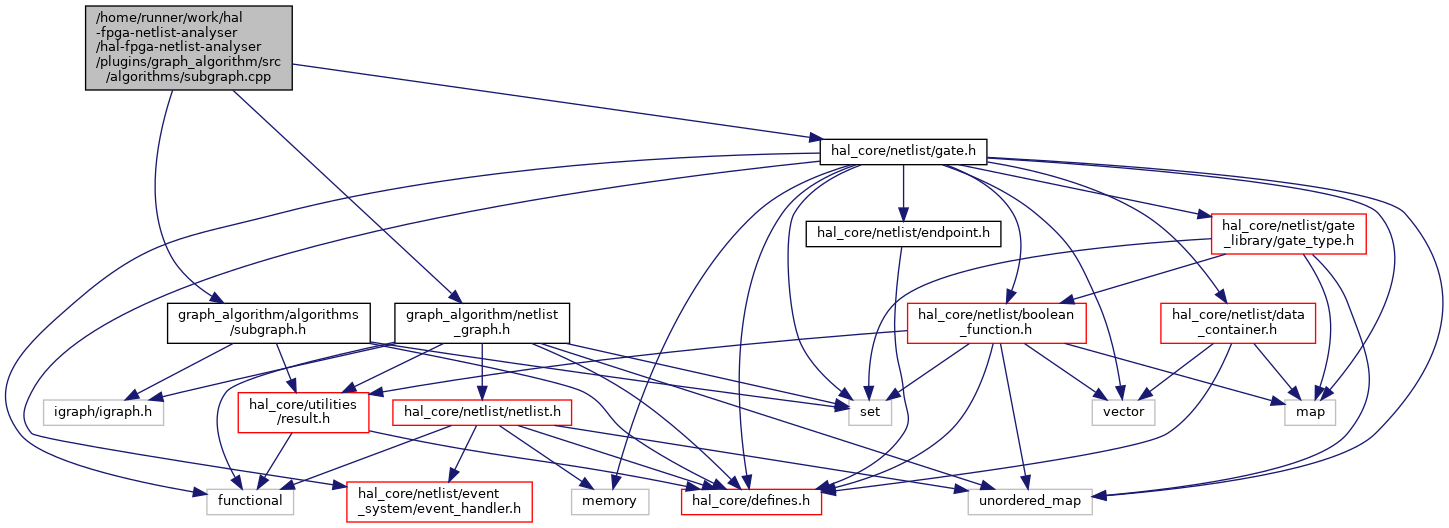 /home/runner/work/hal
-fpga-netlist-analyser
/hal-fpga-netlist-analyser
/plugins/graph_algorithm/src
/algorithms/subgraph.cpp
hal_core/netlist/gate.h
hal_core/netlist/endpoint.h
hal_core/netlist/gate
_library/gate_type.h
graph_algorithm/algorithms
/subgraph.h
graph_algorithm/netlist
_graph.h
hal_core/netlist/boolean
_function.h
hal_core/netlist/data
_container.h
igraph/igraph.h
hal_core/utilities
/result.h
hal_core/netlist/netlist.h
set
vector
map
functional
hal_core/netlist/event
_system/event_handler.h
memory
hal_core/defines.h
unordered_map